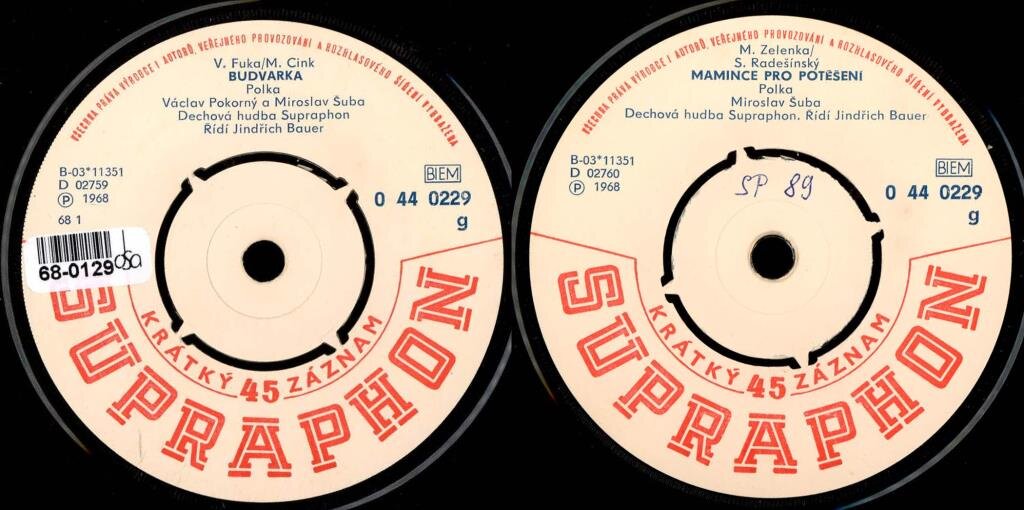 VŠECHNA PRÁVA VÝROBCE I AUTORŮ, VEŘEJNÉHO PROVOZOVÁNÍ A ROZHLASOVÉHO ŠÍŘENÍ VYHRAŽENA
V. Fuka/M. Cink
BUDVARKA
Polka
Václav Pokorný a Miroslav Šuba
Dechová hudba Supraphon
Řídí Jindřich Bauer
B-03*11351
D 02759
Ⓟ 1968
68 1
BIEM
0 44 0229
g
68-0129
SUPRAPHON
KRÁTKÝ 45 ZÁZNAM
VŠECHNA PRÁVA VÝROBCE I AUTORŮ, VEŘEJNÉHO PROVOZOVÁNÍ A ROZHLASOVÉHO ŠÍŘENÍ VYHRAŽENA
M. Zelenka/
S. Radešínský
MAMINCE PRO POTĚŠENÍ
Polka
Miroslav Šuba
Dechová hudba Supraphon. Řídí Jindřich Bauer
B-03*11351
D 02760
Ⓟ 1968
BIEM
0 44 0229
g
SP 89
KRÁTKÝ 45 ZÁZNAM
SUPRAPHON